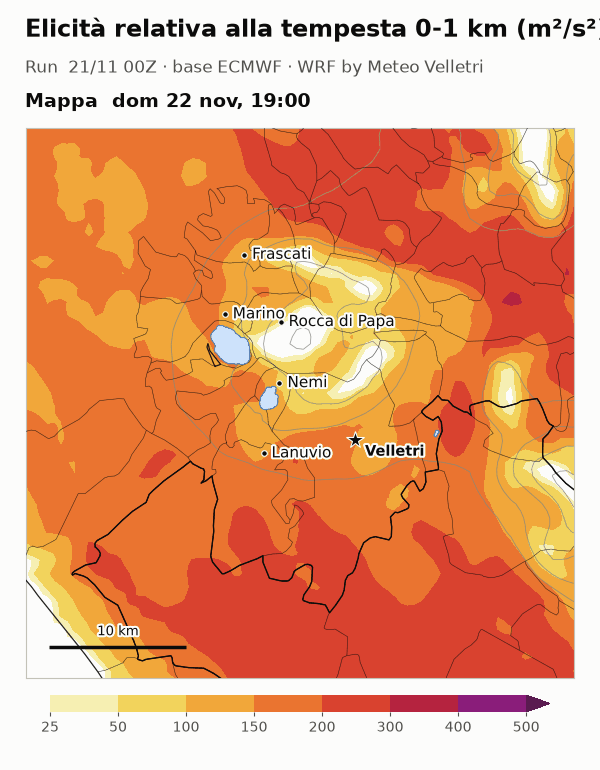 Elicità relativa alla tempesta 0-1 km (m²/s²)
Run  21/11 00Z · base ECMWF · WRF by Meteo Velletri
Mappa  dom 22 nov, 19:00
Frascati
Marino
Rocca di Papa
Nemi
Velletri
Lanuvio
10 km
25 50 100 150 200 300 400 500